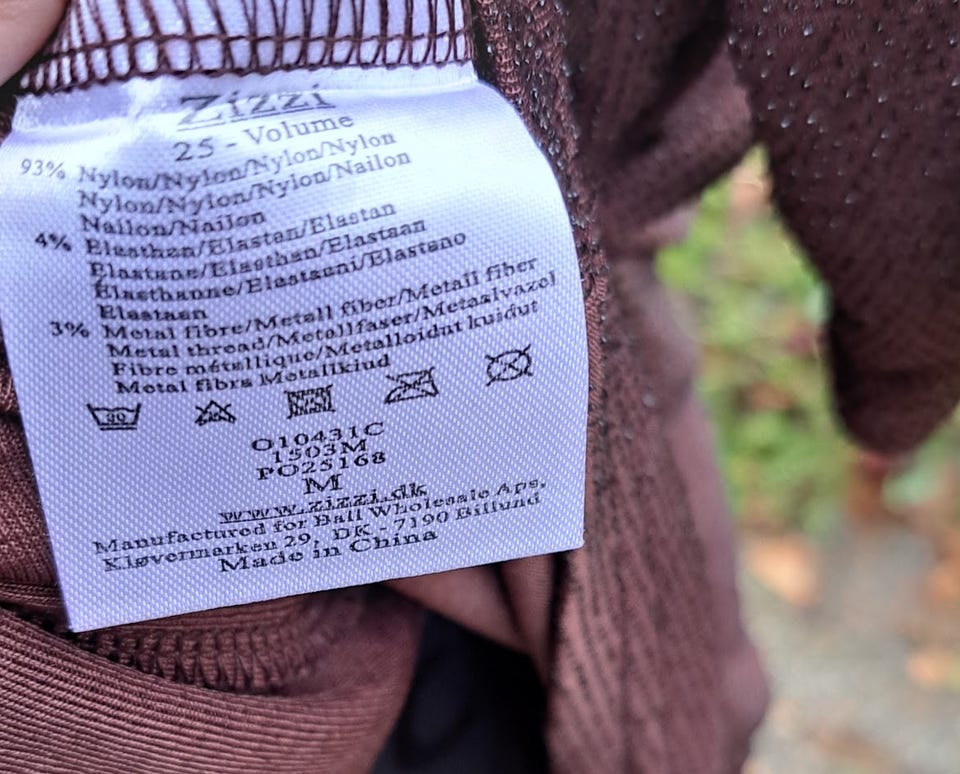 Zizzi
25 - Volume
93% Nylon/Nylon/Nylon/Nylon
Nylon/Nylon/Nylon/Nailon
Nailon/Nailon
4% Elasthan/Elastan/Elastan
Elastane/Elasthan/Elastaan
Élasthanne/Elastaani/Elastano
Elastaan
3% Metal fibre/Metall fiber/Metall fiber
Metal thread/Metallfaser/Metaalvazel
Fibre métallique/Metalloidut kuidut
Metal fibra Metallkiud
30
O10431C
1503M
PO25168
M
www.zizzi.dk
Manufactured for Ball Wholesale Aps,
Kløvermarken 29, DK - 7190 Billund
Made in China